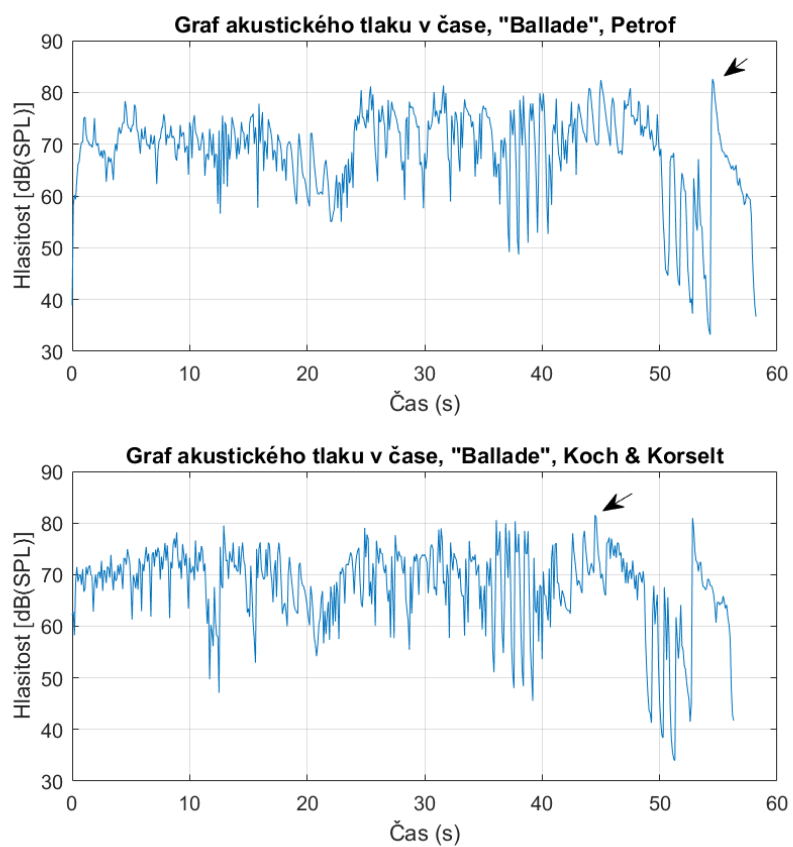 Graf akustického tlaku v čase, "Ballade", Petrof
90
80
70
60
50
40
30
Hlasitost [dB(SPL)]
0 10 20 30 40 50 60
Čas (s)
Graf akustického tlaku v čase, "Ballade", Koch & Korselt
90
80
70
60
50
40
30
Hlasitost [dB(SPL)]
0 10 20 30 40 50 60
Čas (s)